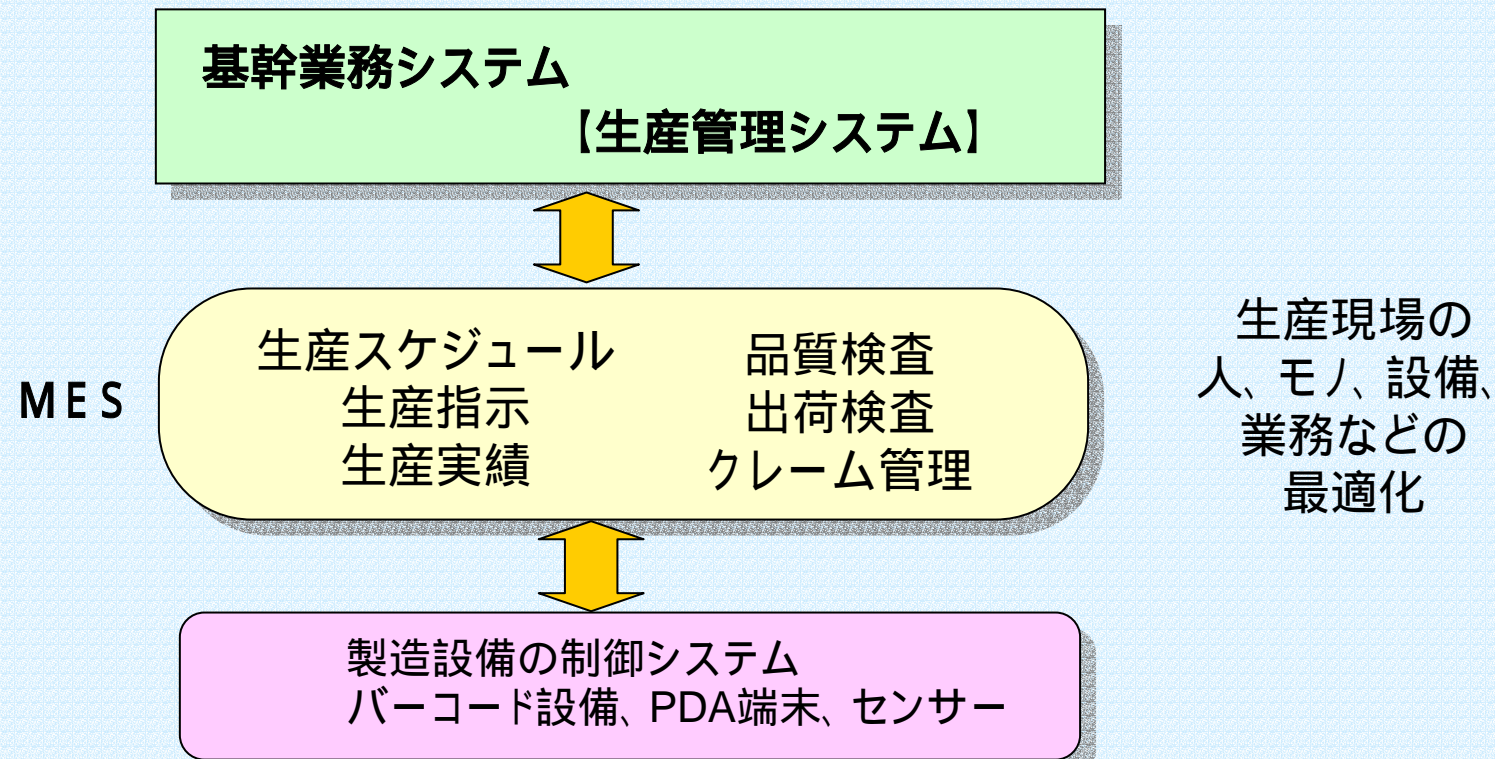 基幹業務システム
【生産管理システム】
MES
生産スケジュール
生産指示
生産実績
品質検査
出荷検査
クレーム管理
生産現場の
人、モノ、設備、
業務などの
最適化
製造設備の制御システム
バーコード設備、PDA端末、センサー